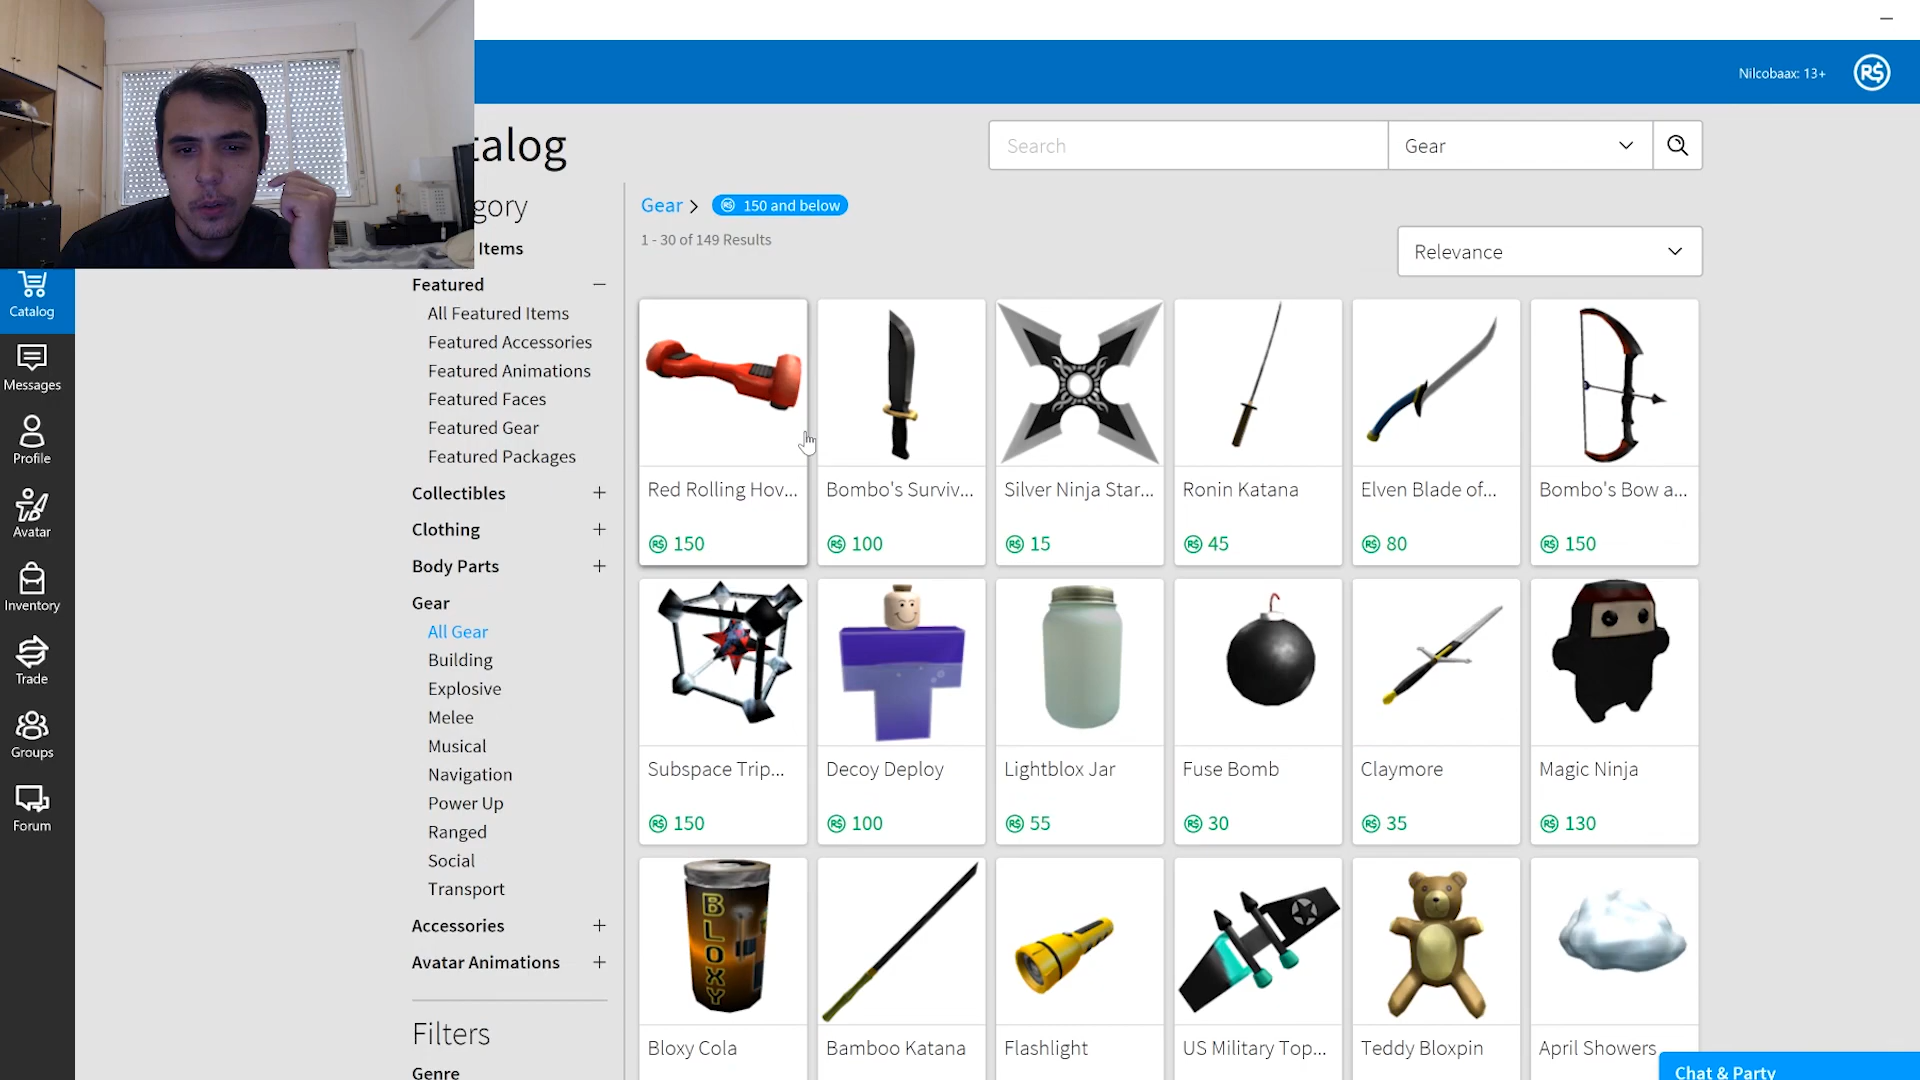 Nilcobaax: 13+
R$
talog
Search
Gear
gory
Gear
150 and below
Items
1 - 30 of 149 Results
Relevance
Featured
All Featured Items
Featured Accessories
Featured Animations
Featured Faces
Featured Gear
Featured Packages
Collectibles
Clothing
Body Parts
Gear
All Gear
Building
Explosive
Melee
Musical
Navigation
Power Up
Ranged
Social
Transport
Accessories
Avatar Animations
Filters
Genre
Catalog
Messages
Profile
Avatar
Inventory
Trade
Groups
Forum
Red Rolling Hov...
R$ 150
Bombo's Surviv...
R$ 100
Silver Ninja Star...
R$ 15
Ronin Katana
R$ 45
Elven Blade of...
R$ 80
Bombo's Bow a...
R$ 150
Subspace Trip...
R$ 150
Decoy Deploy
R$ 100
Lightblox Jar
R$ 55
Fuse Bomb
R$ 30
Claymore
R$ 35
Magic Ninja
R$ 130
BLOXY
Bloxy Cola
Bamboo Katana
Flashlight
US Military Top...
Teddy Bloxpin
April Showers
Chat & Party